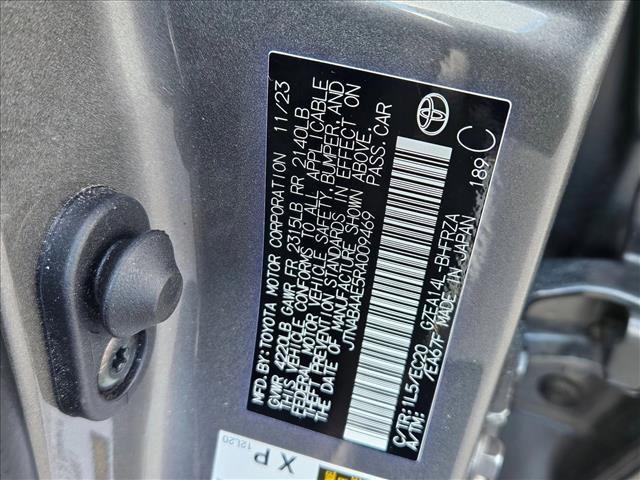 MFD.BY:TOYOTA MOTOR CORPORATION 11/23
GVWR 4220LB GAWR FR 2315LB RR 2140LB
THIS VEHICLE CONFORMS TO ALL APPLICABLE
FEDERAL MOTOR VEHICLE SAFETY, BUMPER, AND
THEFT PREVENTION STANDARDS IN EFFECT ON
THE DATE OF MANUFACTURE SHOWN ABOVE.
JTNABAAE5RA009469 PASS.CAR
C/TR:1L5/EC20 GZEA14L-BHFRZA
A/TM: /EA67F MADE IN JAPAN 189 C
X P
12L20